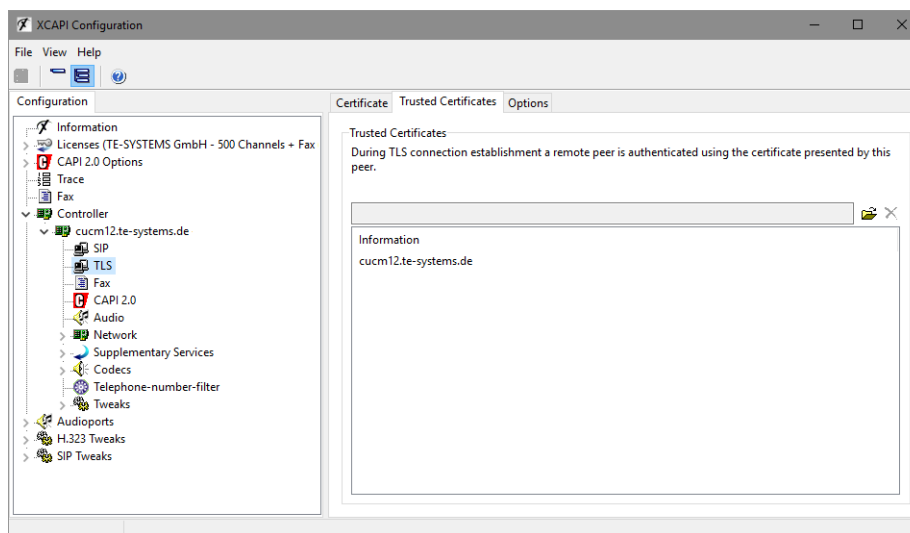 XCAPI Configuration
File View Help
Configuration
Information
Licenses (TE-SYSTEMS GmbH - 500 Channels + Fax
CAPI 2.0 Options
Trace
Fax
Controller
cucm12.te-systems.de
SIP
TLS
Fax
CAPI 2.0
Audio
Network
Supplementary Services
Codecs
Telephone-number-filter
Tweaks
Audioports
H.323 Tweaks
SIP Tweaks
Certificate Trusted Certificates Options
Trusted Certificates
During TLS connection establishment a remote peer is authenticated using the certificate presented by this
peer.
Information
cucm12.te-systems.de